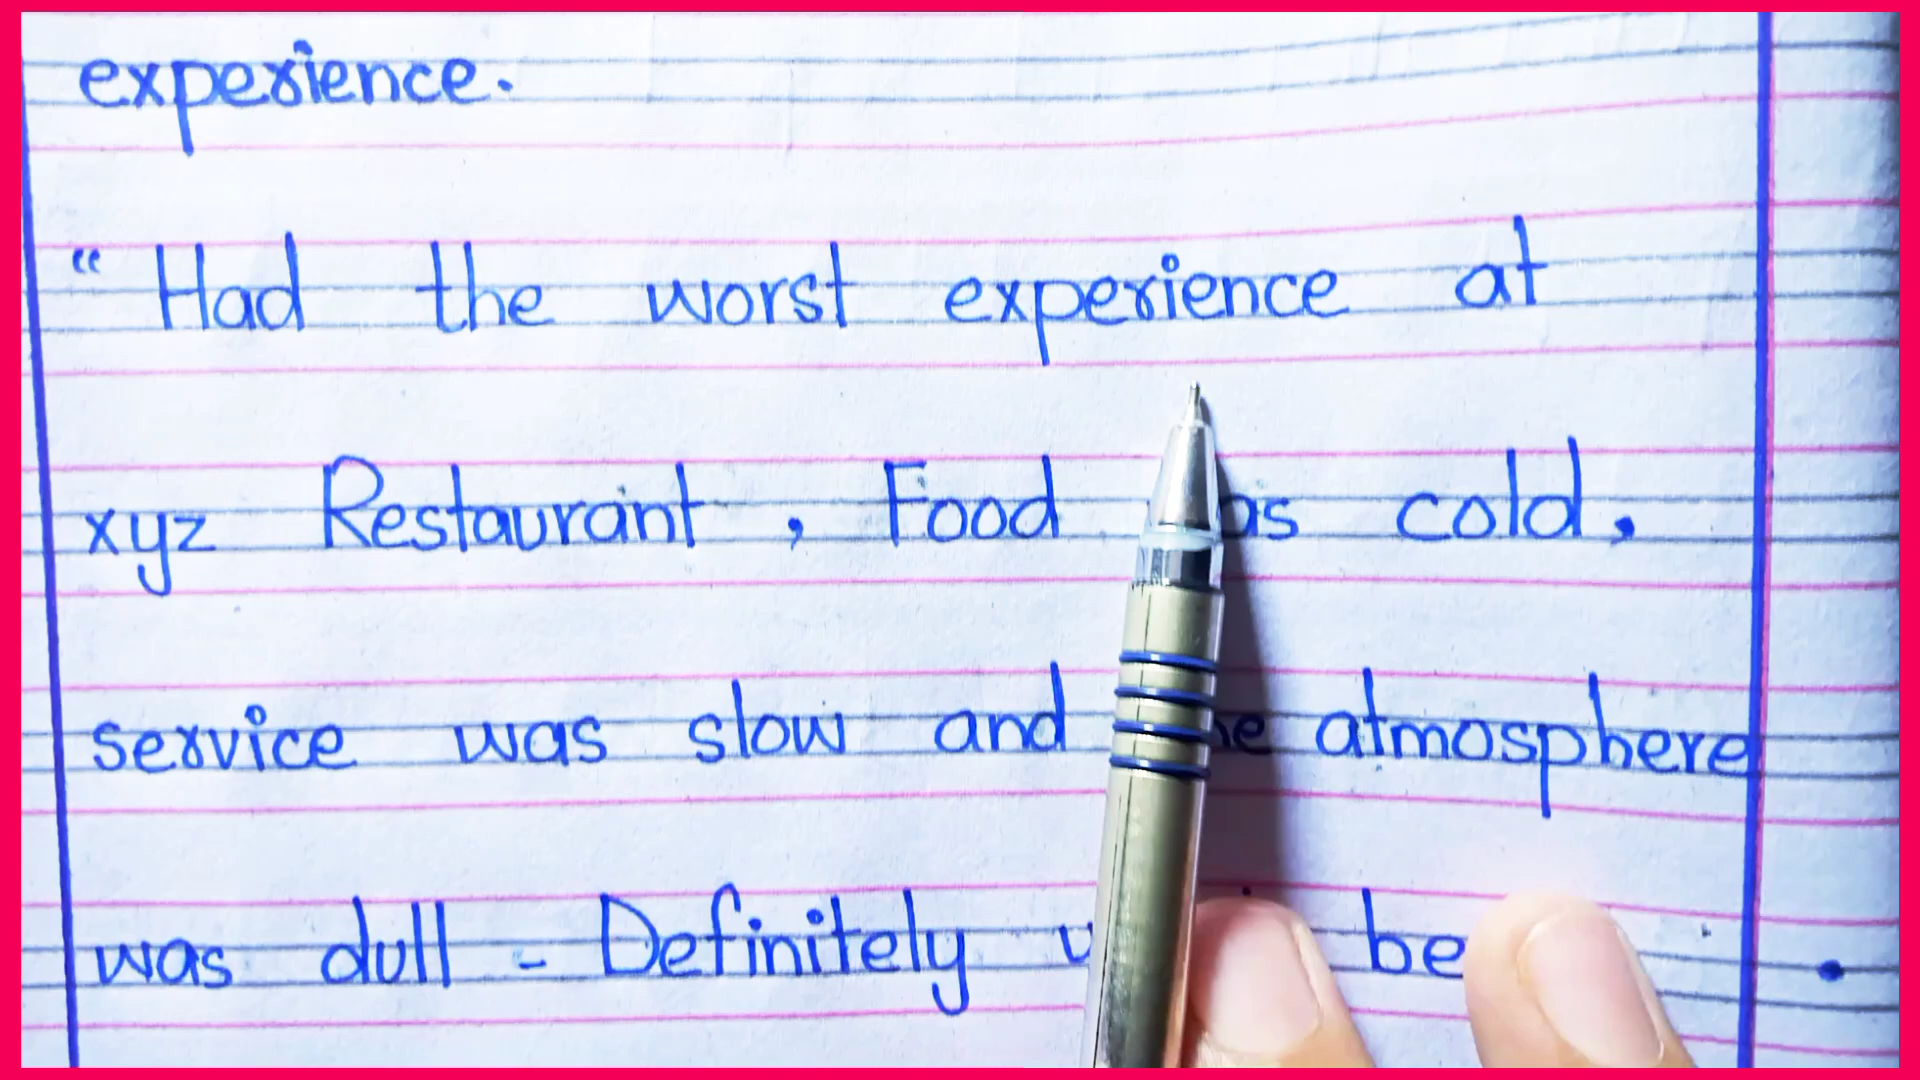 experience.
“ Had the worst experience at
xyz Restaurant , Food as cold,
service was slow and atmosphere
was dull - Definitely be